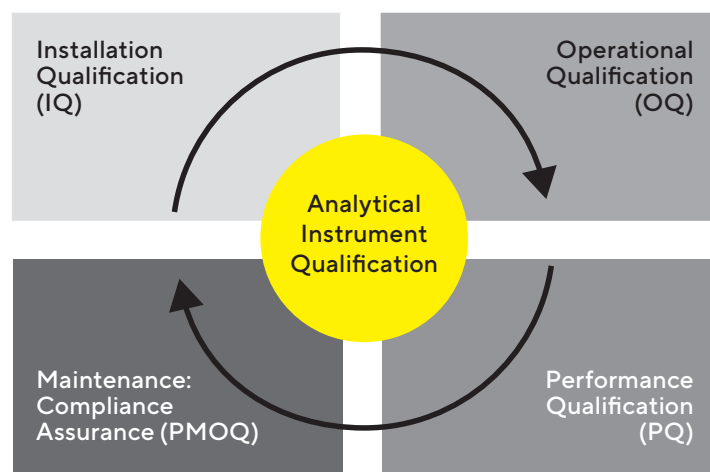 Installation
Qualification
(IQ)
Operational
Qualification
(OQ)
Analytical
Instrument
Qualification
Maintenance:
Compliance
Assurance (PMOQ)
Performance
Qualification
(PQ)